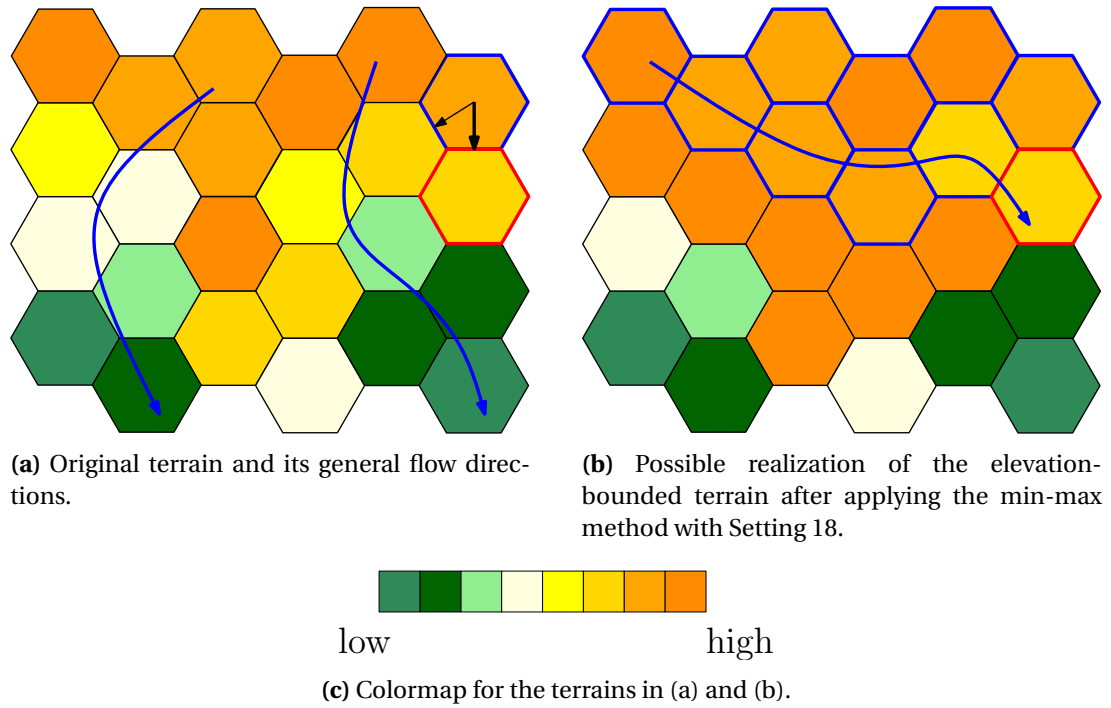 (a) Original terrain and its general flow direc-
tions.
(b) Possible realization of the elevation-
bounded terrain after applying the min-max
method with Setting 18.
low high
(c) Colormap for the terrains in (a) and (b).